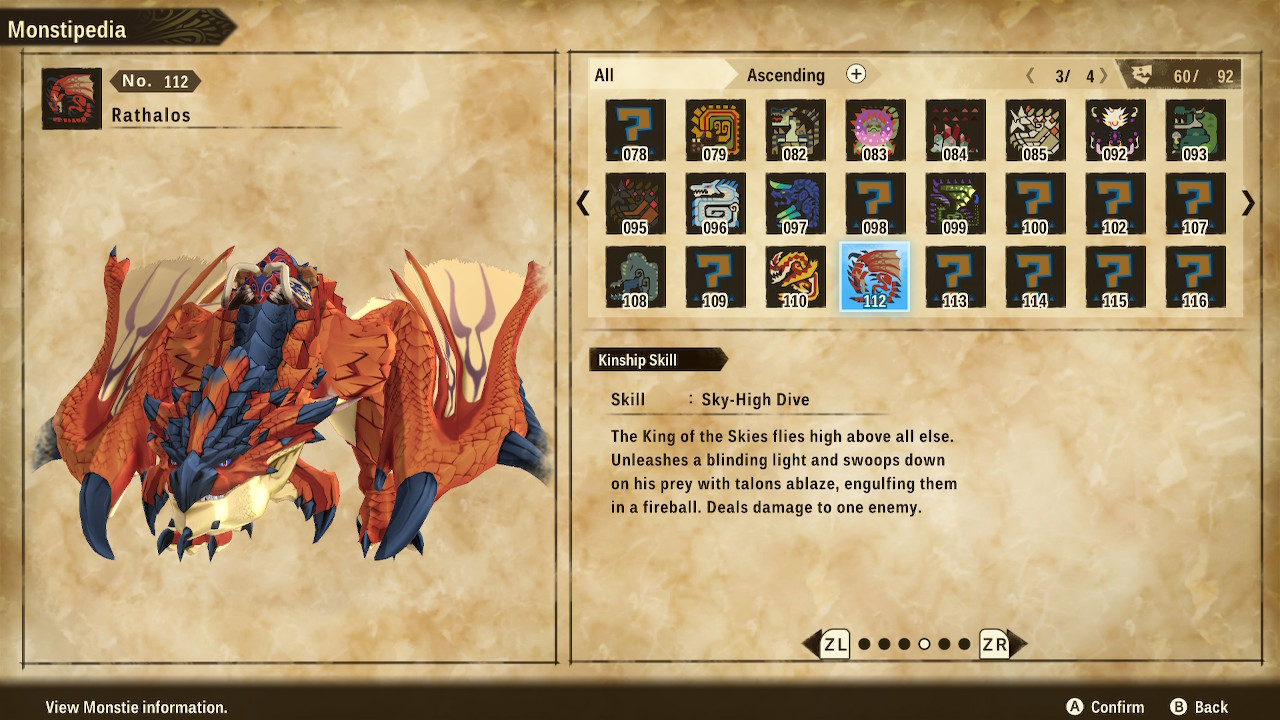 Monstipedia
No. 112
Rathalos
All
Ascending
3/ 4
60/ 92
078 079 082 083 084 085 092 093
095 096 097 098 099 100 102 107
108 109 110 112 113 114 115 116
Kinship Skill
Skill : Sky-High Dive
The King of the Skies flies high above all else.
Unleashes a blinding light and swoops down
on his prey with talons ablaze, engulfing them
in a fireball. Deals damage to one enemy.
ZL ZR
View Monstie information.
A Confirm B Back